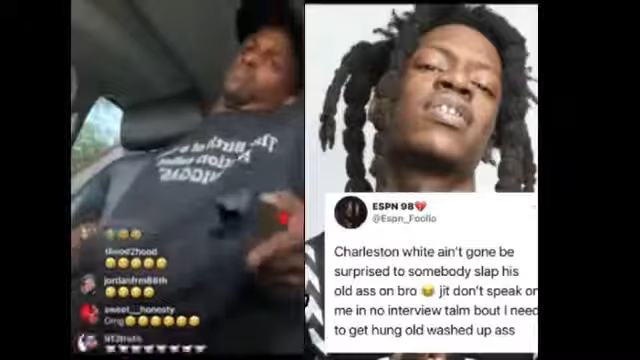 hood2hood
jordanfrm88th
sweet__honesty
Omg
ESPN 98
@Espn_Foolio
Charleston white ain't gone be
surprised to somebody slap his
old ass on bro jit don't speak on
me in no interview talm bout I need
to get hung old washed up ass